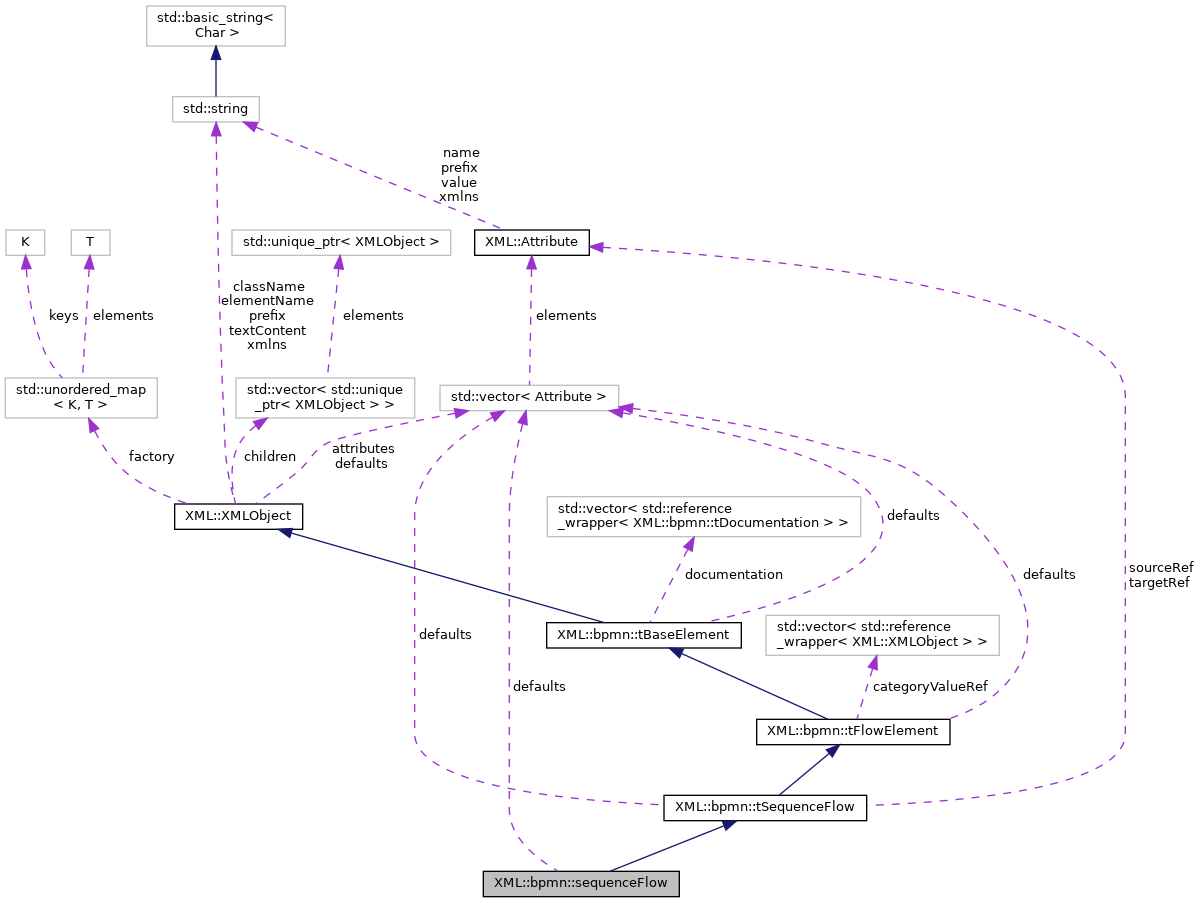 std::basic_string<
Char >
std::string
name
prefix
value
xmlns
K
T
std::unique_ptr< XMLObject >
XML::Attribute
className
elementName
prefix
textContent
xmlns
keys
elements
elements
elements
std::unordered_map
< K, T >
std::vector< std::unique
_ptr< XMLObject > >
std::vector< Attribute >
factory
children
attributes
defaults
XML::XMLObject
std::vector< std::reference
_wrapper< XML::bpmn::tDocumentation > >
defaults
documentation
defaults
sourceRef
targetRef
defaults
XML::bpmn::tBaseElement
std::vector< std::reference
_wrapper< XML::XMLObject > >
defaults
categoryValueRef
XML::bpmn::tFlowElement
XML::bpmn::tSequenceFlow
XML::bpmn::sequenceFlow